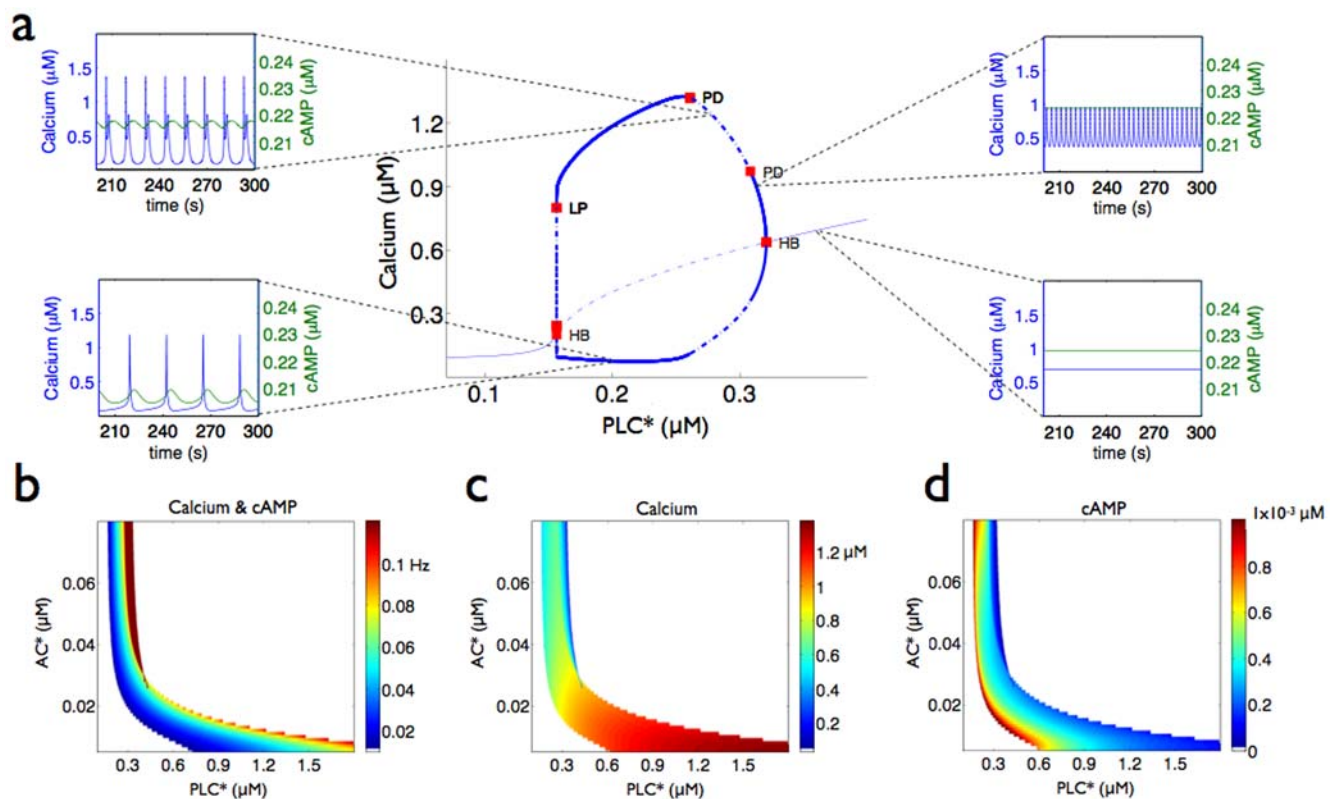 a
Calcium (μM)
1.5
1
0.5
0.24
0.23
0.22
0.21
cAMP (μM)
210 240 270 300
time (s)
Calcium (μM)
1.5
1
0.5
0.24
0.23
0.22
0.21
cAMP (μM)
210 240 270 300
time (s)
Calcium (μM)
1.2
0.9
0.6
0.3
PD
PD
LP
HB
HB
0.1 0.2 0.3
PLC* (μM)
Calcium (μM)
1.5
1
0.5
0.24
0.23
0.22
0.21
cAMP (μM)
210 240 270 300
time (s)
Calcium (μM)
1.5
1
0.5
0.24
0.23
0.22
0.21
cAMP (μM)
210 240 270 300
time (s)
b
Calcium & cAMP
AC* (μM)
0.06
0.04
0.02
0.3 0.6 0.9 1.2 1.5
PLC* (μM)
0.1 Hz
0.08
0.06
0.04
0.02
c
Calcium
AC* (μM)
0.06
0.04
0.02
0.3 0.6 0.9 1.2 1.5
PLC* (μM)
1.2 μM
1
0.8
0.6
0.4
0.2
d
cAMP
AC* (μM)
0.06
0.04
0.02
0.3 0.6 0.9 1.2 1.5
PLC* (μM)
1x10⁻³ μM
0.8
0.6
0.4
0.2
0